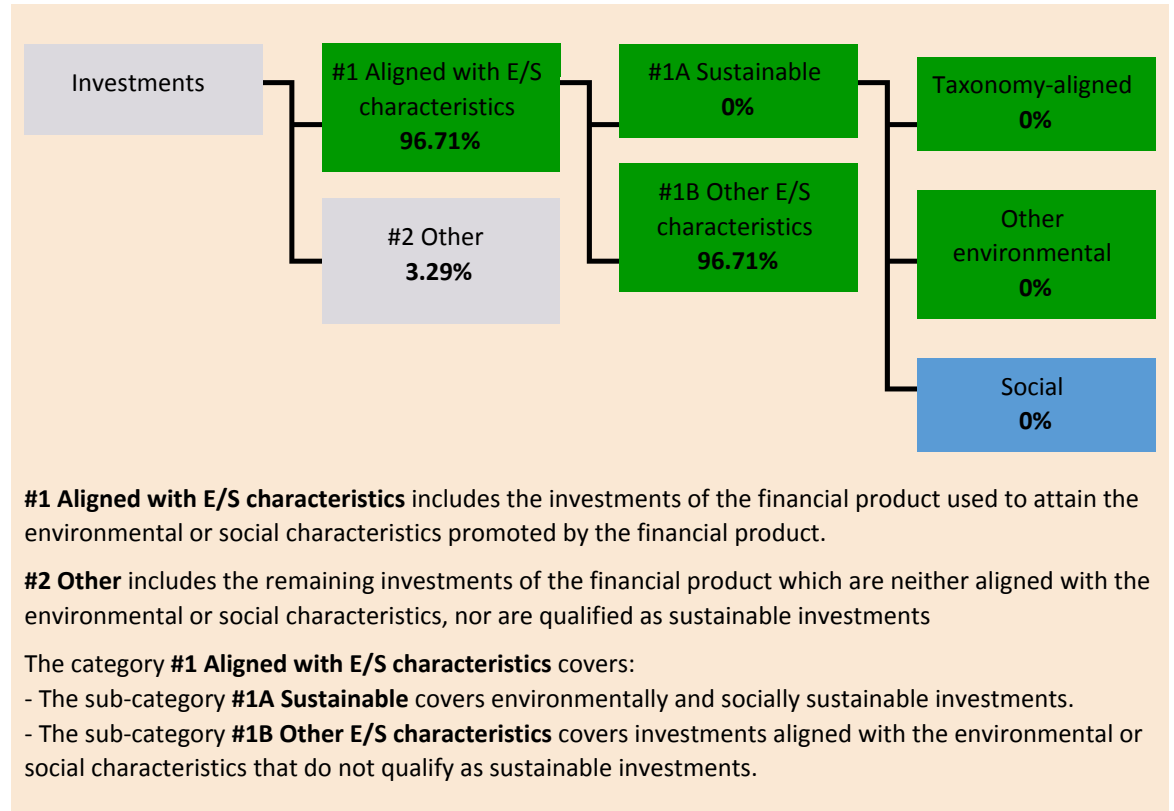 Investments
#1 Aligned with E/S
characteristics
96.71%
#2 Other
3.29%
#1A Sustainable
0%
#1B Other E/S
characteristics
96.71%
Taxonomy-aligned
0%
Other
environmental
0%
Social
0%
#1 Aligned with E/S characteristics includes the investments of the financial product used to attain the
environmental or social characteristics promoted by the financial product.
#2 Other includes the remaining investments of the financial product which are neither aligned with the
environmental or social characteristics, nor are qualified as sustainable investments
The category #1 Aligned with E/S characteristics covers:
- The sub-category #1A Sustainable covers environmentally and socially sustainable investments.
- The sub-category #1B Other E/S characteristics covers investments aligned with the environmental or
social characteristics that do not qualify as sustainable investments.